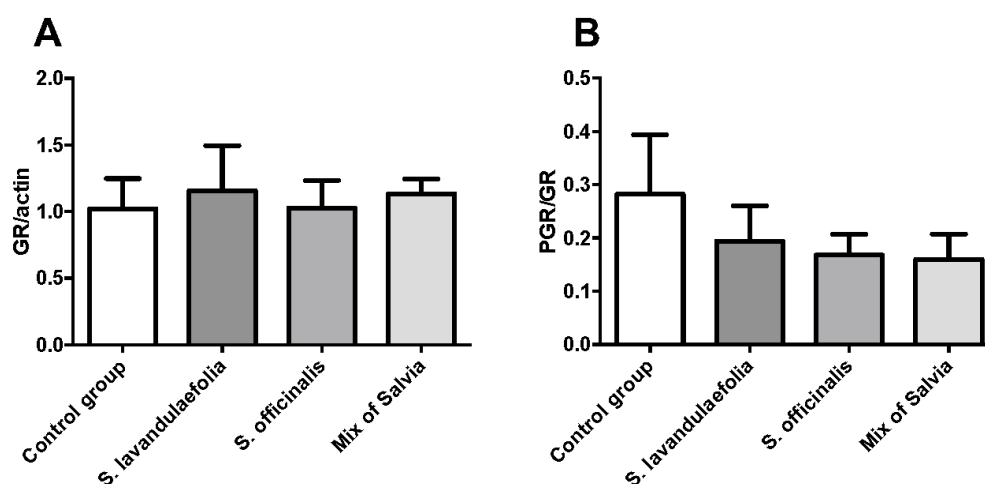 A
GR/actin
2.0
1.5
1.0
0.5
0.0
Control group
S. lavandulaefolia
S. officinalis
Mix of Salvia
B
PGR/GR
0.5
0.4
0.3
0.2
0.1
0.0
Control group
S. lavandulaefolia
S. officinalis
Mix of Salvia